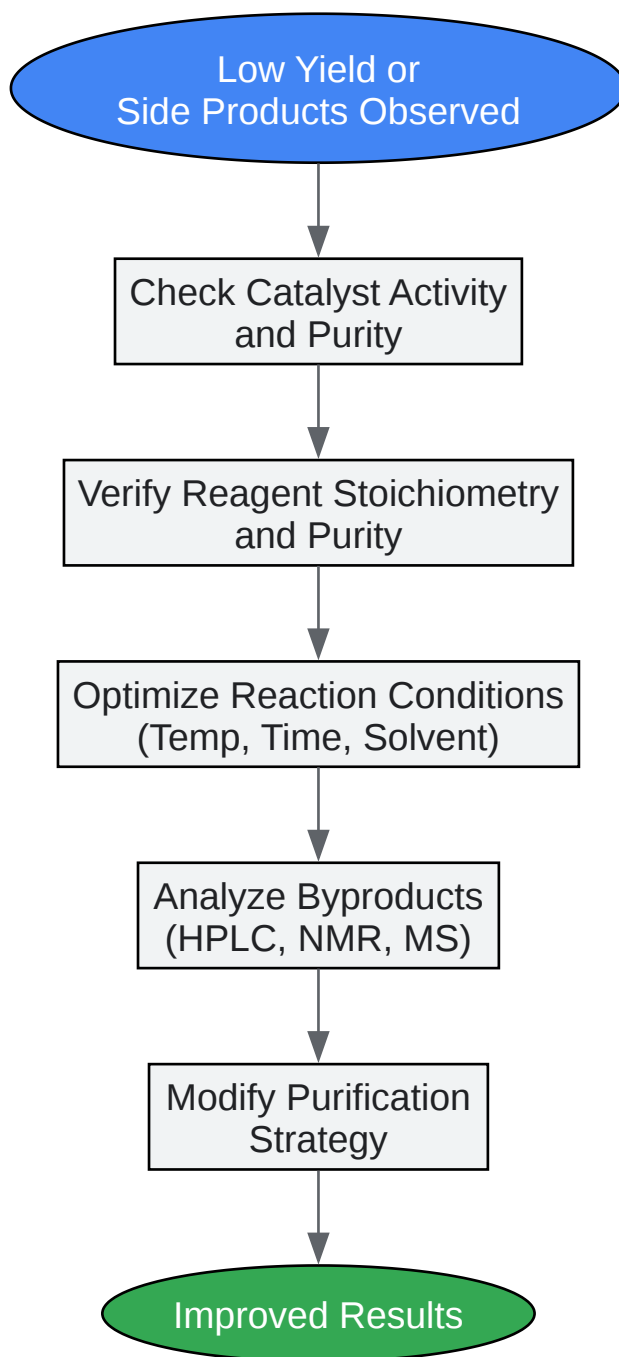 Low Yield or
Side Products Observed
Check Catalyst Activity
and Purity
Verify Reagent Stoichiometry
and Purity
Optimize Reaction Conditions
(Temp, Time, Solvent)
Analyze Byproducts
(HPLC, NMR, MS)
Modify Purification
Strategy
Improved Results